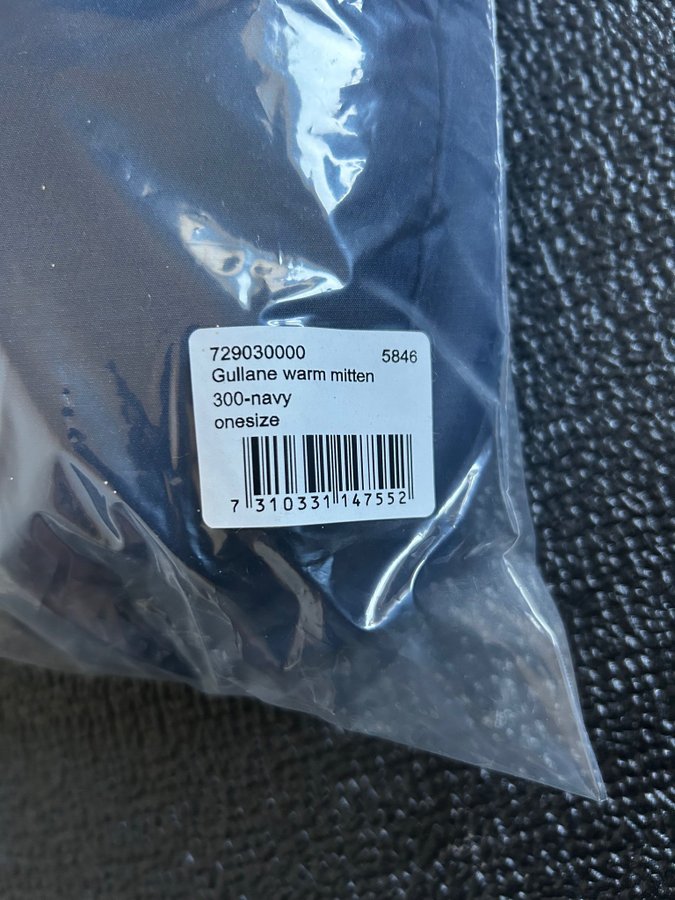 729030000 5846
Gullane warm mitten
300-navy
onesize
7 310331 147552